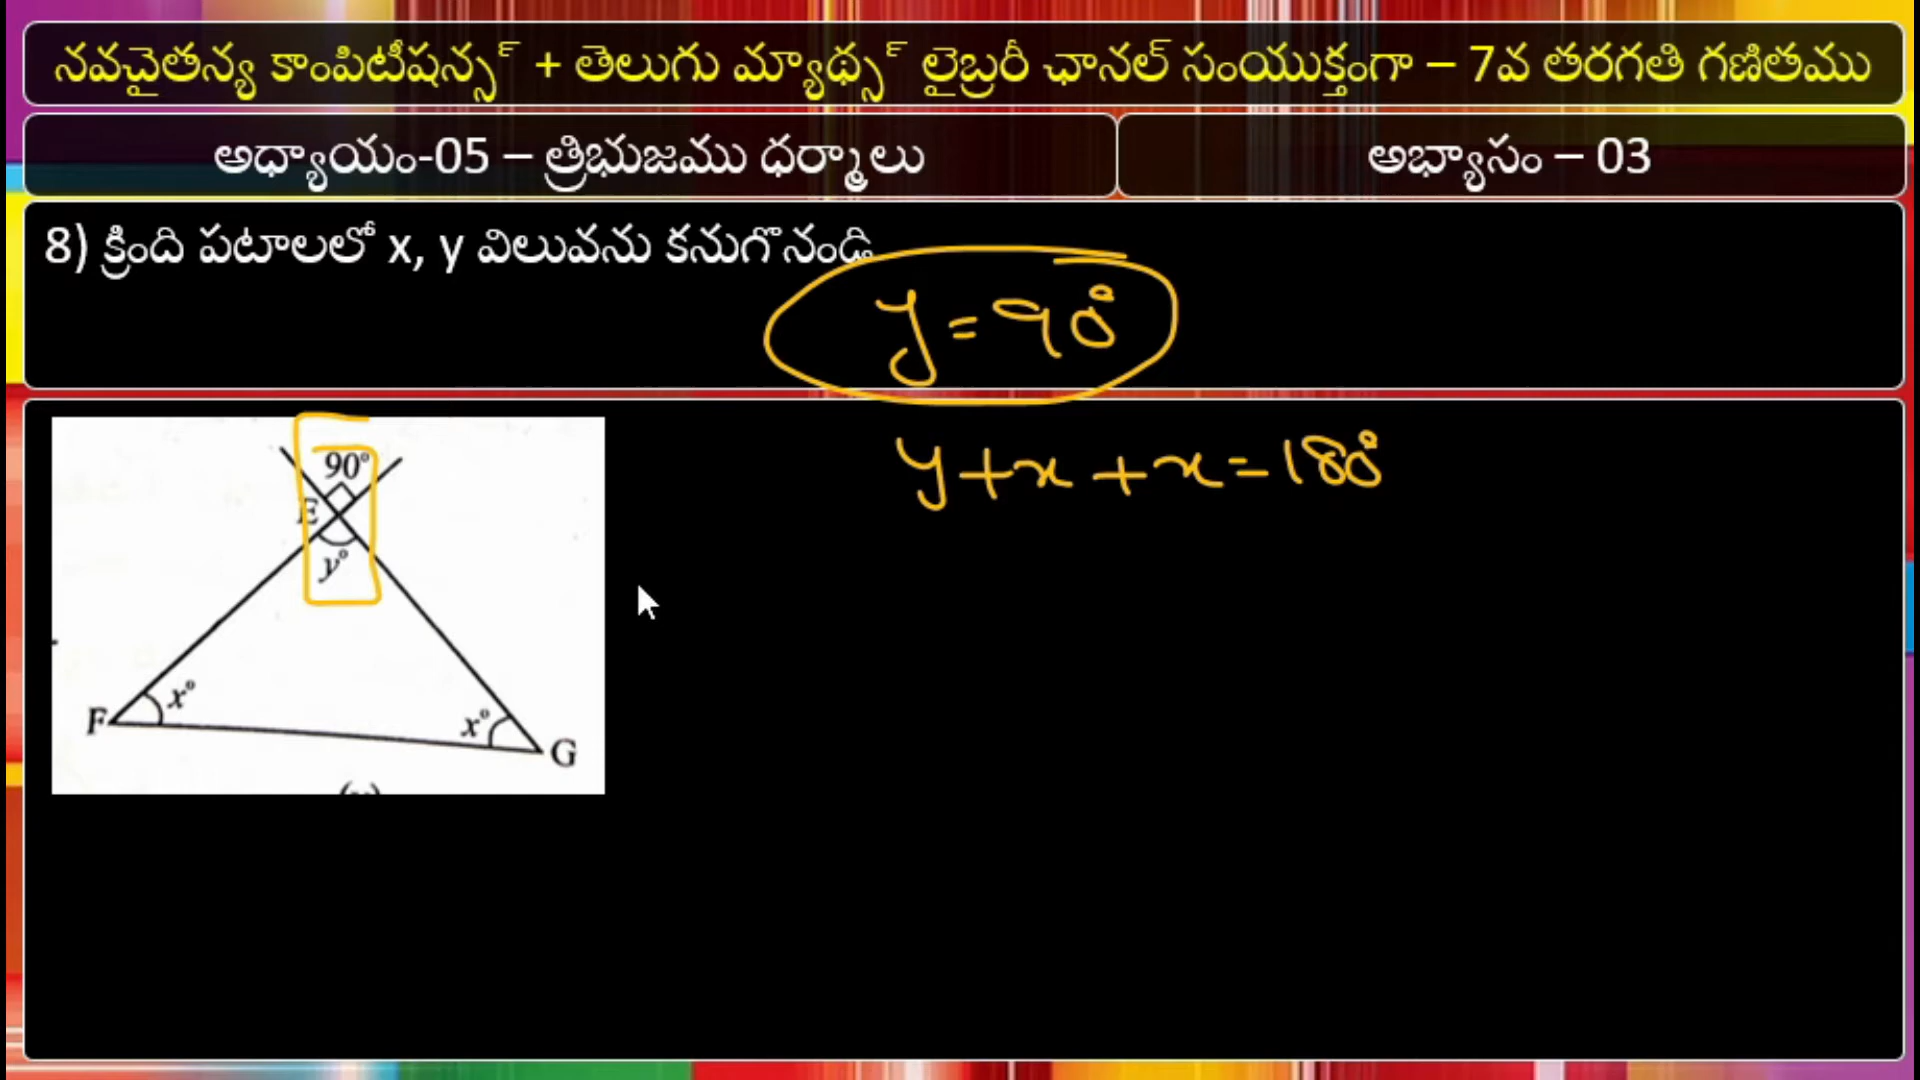 నవచైతన్య కాంపిటీషన్స్ + తెలుగు మ్యాథ్స్ లైబ్రరీ ఛానల్ సంయుక్తంగా – 7వ తరగతి గణితము
అధ్యాయం-05 – త్రిభుజము ధర్మాలు
అభ్యాసం – 03
8) క్రింది పటాలలో x, y విలువను కనుగొనండి
y = 90°
y + x + x = 180°
90°
E
y°
x°
F
x°
G